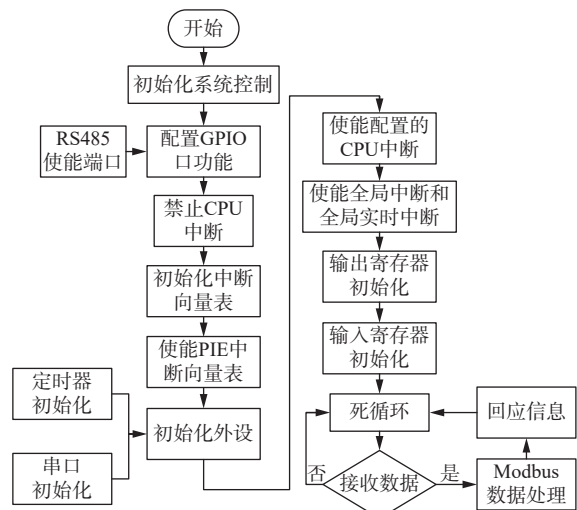 开始
初始化系统控制
RS485
使能端口
配置GPIO
口功能
禁止CPU
中断
初始化中断
向量表
使能PIE中
断向量表
定时器
初始化
串口
初始化
初始化外设
使能配置的
CPU中断
使能全局中断和
全局实时中断
输出寄存器
初始化
输入寄存器
初始化
死循环
回应信息
否
接收数据
是
Modbus
数据处理